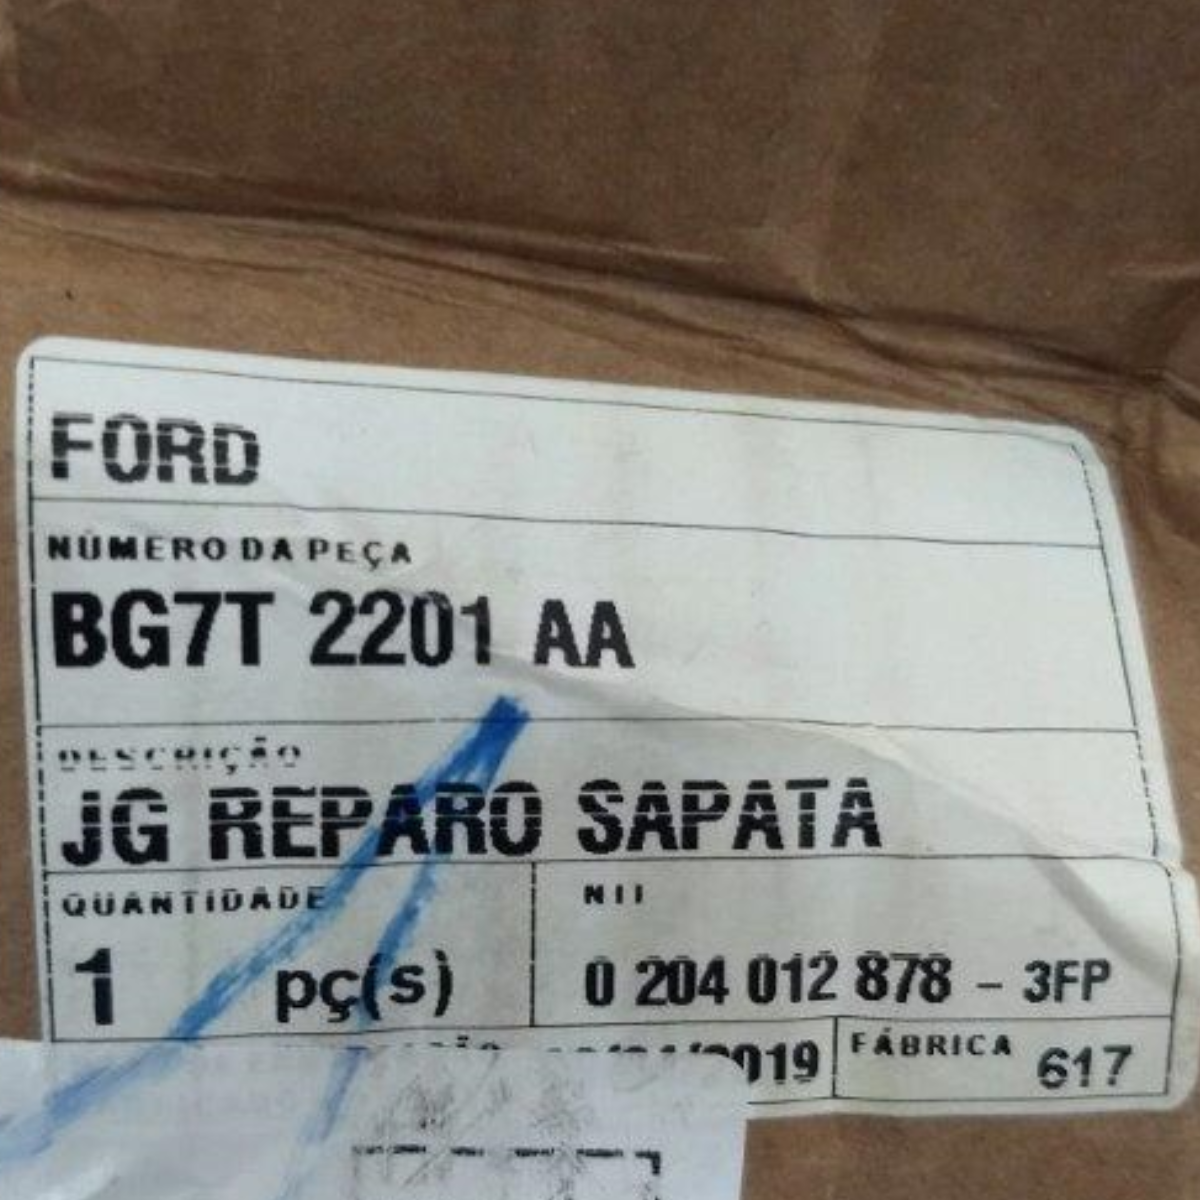 FORD
NÚMERO DA PEÇA
BG7T 2201 AA
DESCRIÇÃO
JG REPARO SAPATA
QUANTIDADE NII
1 pç(s) 0 204 012 878 - 3FP
2019 FÁBRICA 617